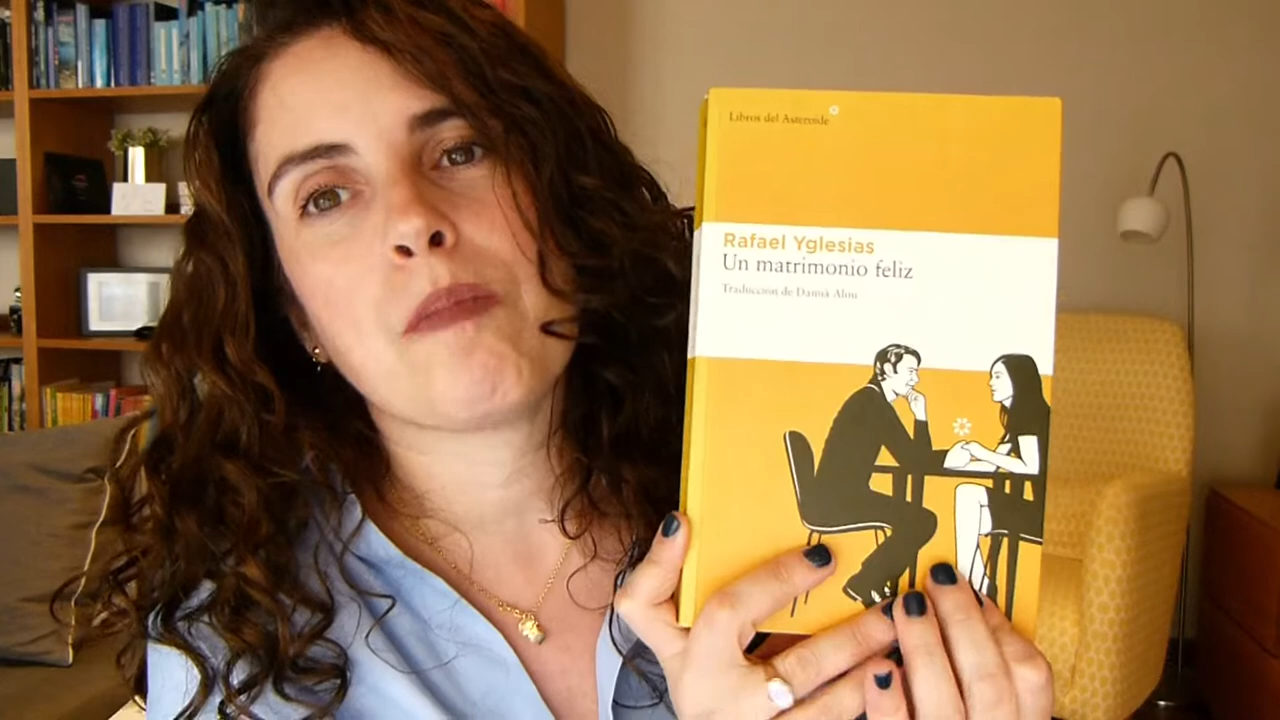 Libros del Asteroide
Rafael Yglesias
Un matrimonio feliz
Traducción de Damià Alou